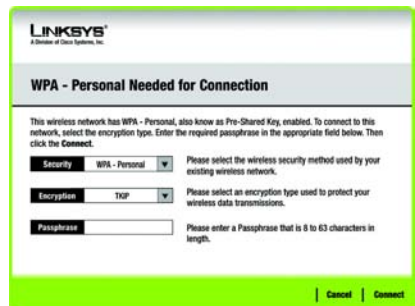 LINKSYS®
A Division of Cisco Systems, Inc.
WPA - Personal Needed for Connection
This wireless network has WPA - Personal, also know as Pre-Shared Key, enabled. To connect to this
network, select the encryption type. Enter the required passphrase in the appropriate field below. Then
click the Connect.
Security WPA - Personal Please select the wireless security method used by your
existing wireless network.
Encryption TKIP Please select an encryption type used to protect your
wireless data transmissions.
Passphrase Please enter a Passphrase that is 8 to 63 characters in
length.
Cancel Connect